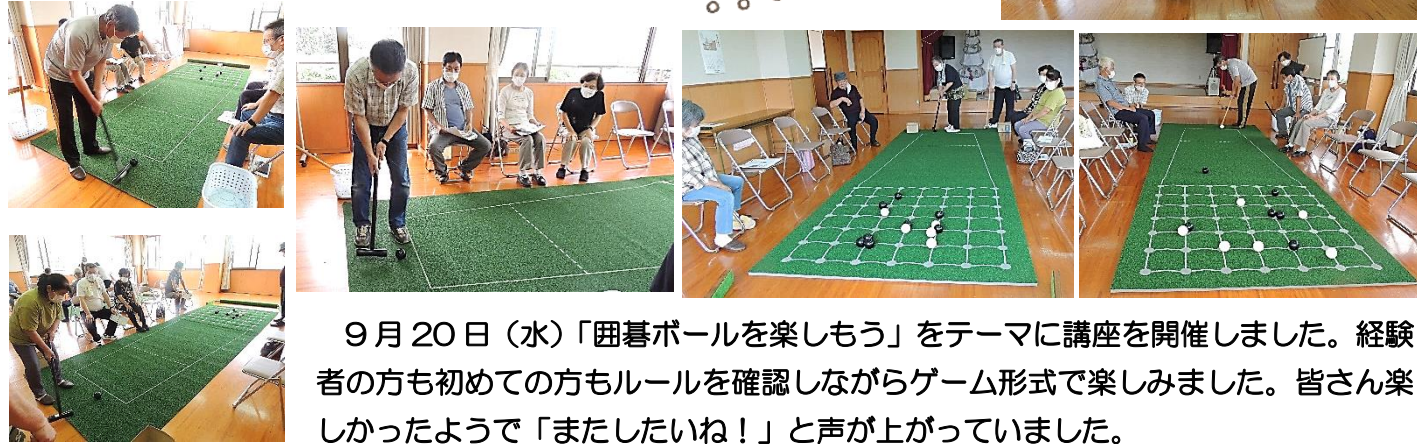 ９月20日（水）「囲碁ボールを楽しもう」をテーマに講座を開催しました。経験
者の方も初めての方もルールを確認しながらゲーム形式で楽しみました。皆さん楽
しかったようで「またしたいね！」と声が上がっていました。